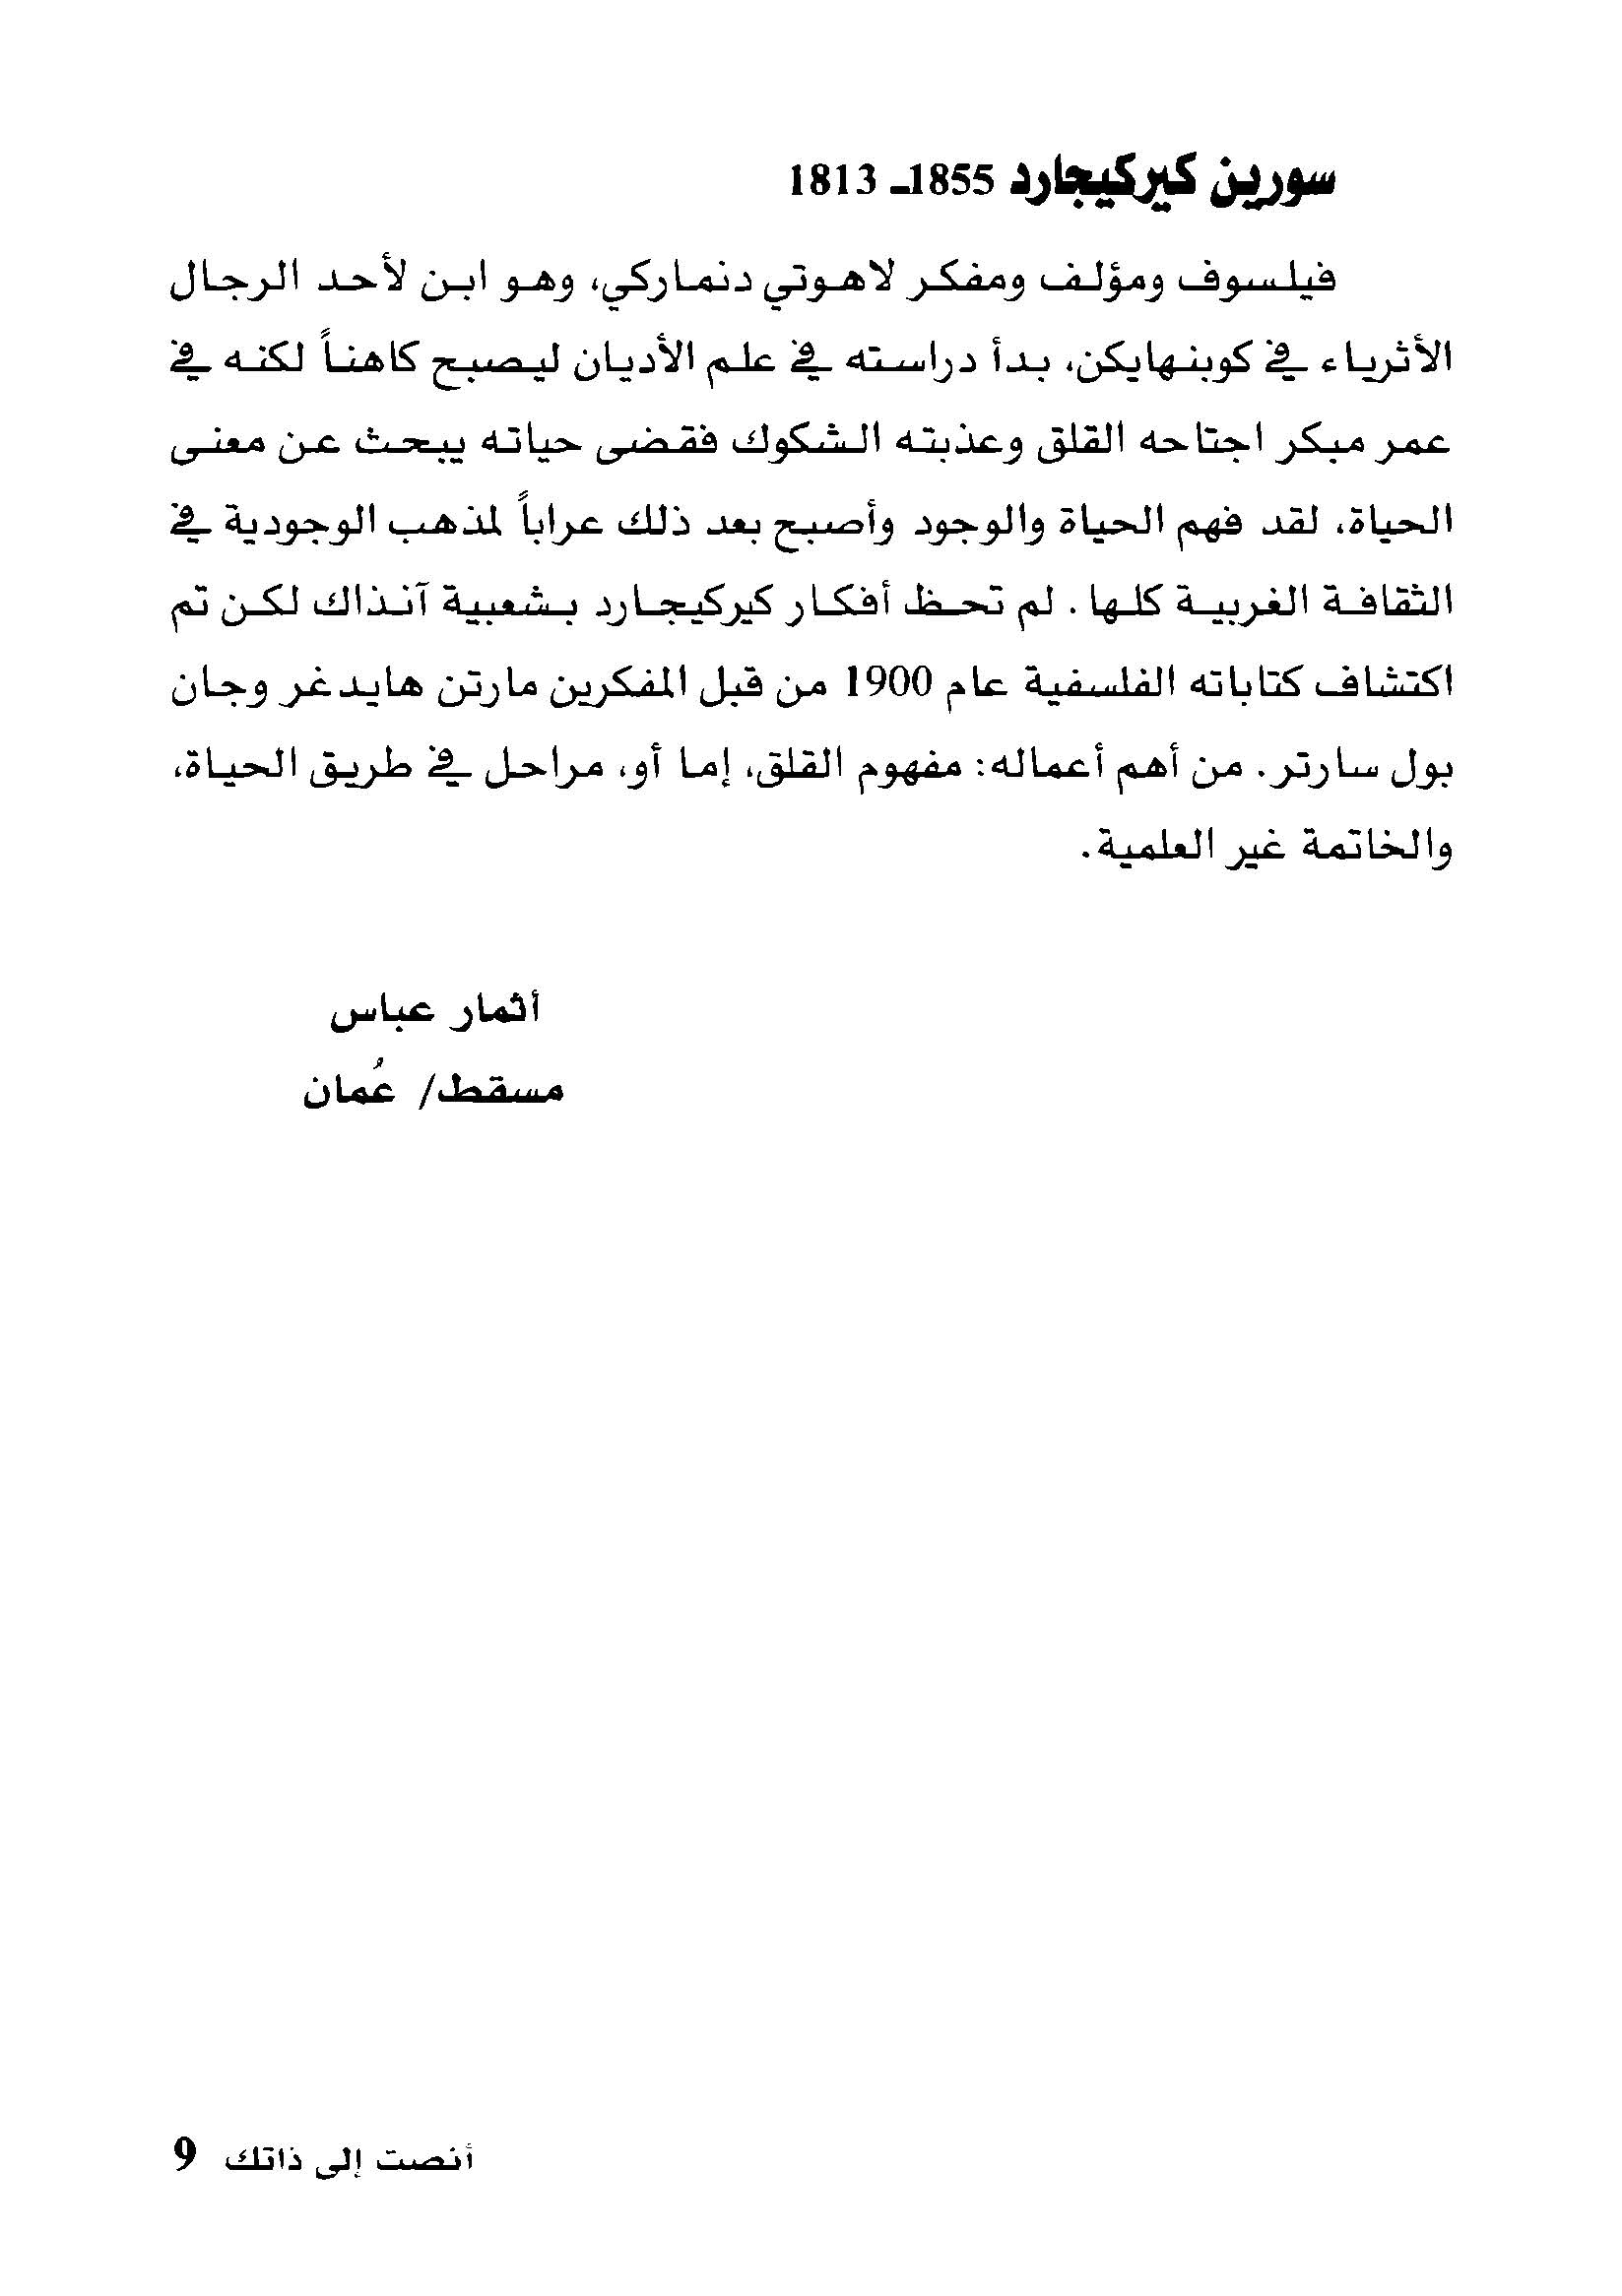 سورين كيركيجارد 1855ـ 1813
فيلسوف ومؤلف ومفكر لاهوتي دنماركي، وهو ابن لأحد الرجال
الأثرياء في كوبنهايكن، بدأ دراسته في علم الأديان ليصبح كاهناً لكنه في
عمر مبكر اجتاحه القلق وعذبته الشكوك فقضى حياته يبحث عن معنى
الحياة، لقد فهم الحياة والوجود وأصبح بعد ذلك عراباً لمذهب الوجودية في
الثقافة الغربية كلها. لم تحظ أفكار كيركيجارد بشعبية آنذاك لكن تم
اكتشاف كتاباته الفلسفية عام 1900 من قبل المفكرين مارتن هايدغر وجان
بول سارتر. من أهم أعماله: مفهوم القلق، إما أو، مراحل في طريق الحياة،
والخاتمة غير العلمية.
أثمار عباس
مسقط/ عُمان
أنصت إلى ذاتك 9